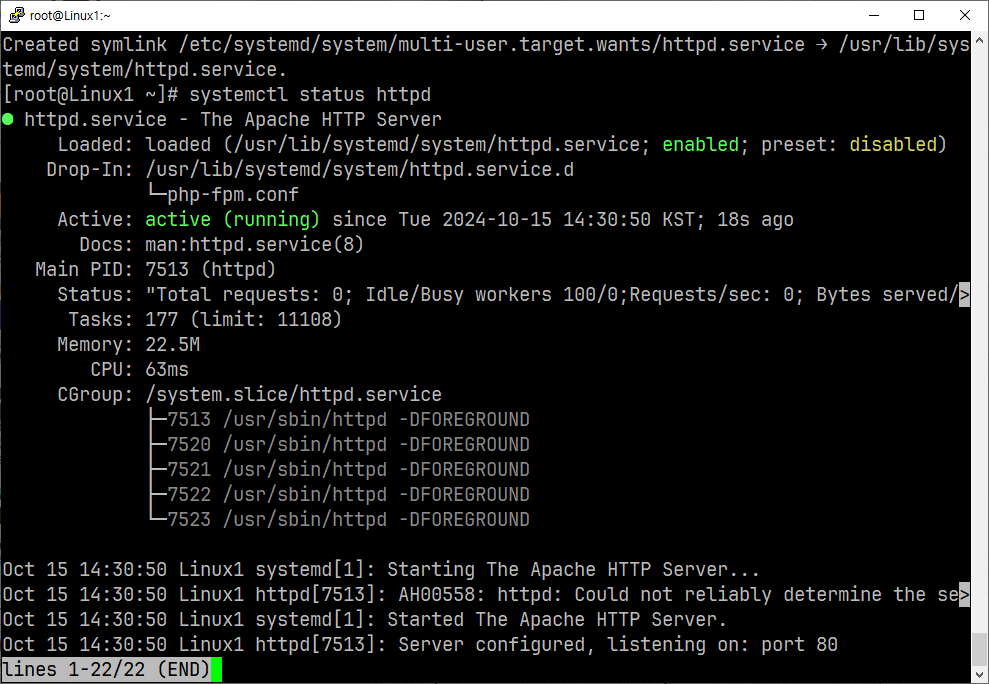 root@Linux1:~
Created symlink /etc/systemd/system/multi-user.target.wants/httpd.service → /usr/lib/sys
temd/system/httpd.service.
[root@Linux1 ~]# systemctl status httpd
● httpd.service - The Apache HTTP Server
     Loaded: loaded (/usr/lib/systemd/system/httpd.service; enabled; preset: disabled)
    Drop-In: /usr/lib/systemd/system/httpd.service.d
             └─php-fpm.conf
     Active: active (running) since Tue 2024-10-15 14:30:50 KST; 18s ago
       Docs: man:httpd.service(8)
   Main PID: 7513 (httpd)
     Status: "Total requests: 0; Idle/Busy workers 100/0;Requests/sec: 0; Bytes served/>
      Tasks: 177 (limit: 11108)
     Memory: 22.5M
        CPU: 63ms
     CGroup: /system.slice/httpd.service
             ├─7513 /usr/sbin/httpd -DFOREGROUND
             ├─7520 /usr/sbin/httpd -DFOREGROUND
             ├─7521 /usr/sbin/httpd -DFOREGROUND
             ├─7522 /usr/sbin/httpd -DFOREGROUND
             └─7523 /usr/sbin/httpd -DFOREGROUND

Oct 15 14:30:50 Linux1 systemd[1]: Starting The Apache HTTP Server...
Oct 15 14:30:50 Linux1 httpd[7513]: AH00558: httpd: Could not reliably determine the se>
Oct 15 14:30:50 Linux1 systemd[1]: Started The Apache HTTP Server.
Oct 15 14:30:50 Linux1 httpd[7513]: Server configured, listening on: port 80
lines 1-22/22 (END)